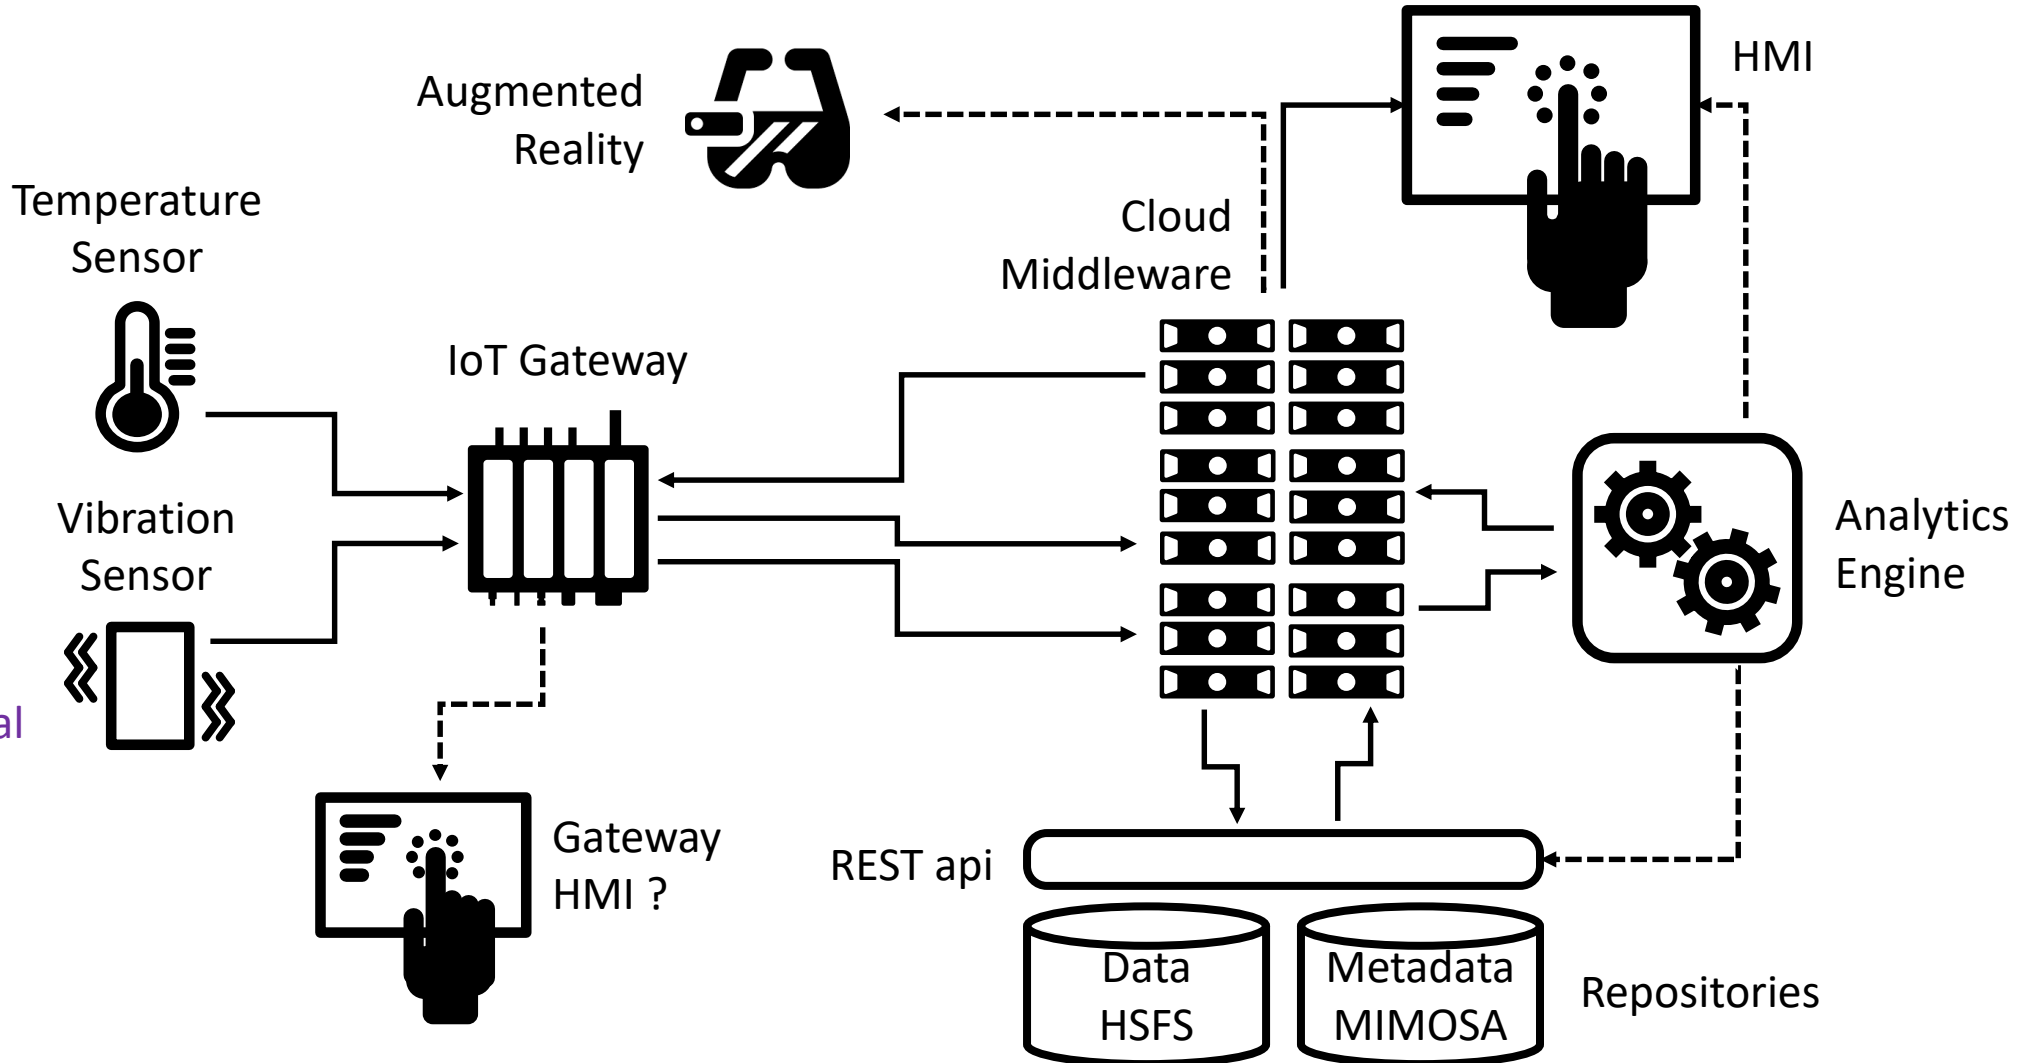 Augmented
Reality
HMI
Temperature
Sensor
Cloud
Middleware
IoT Gateway
Vibration
Sensor
Analytics
Engine
al
Gateway
HMI ?
REST api
Data
HSFS
Metadata
MIMOSA
Repositories